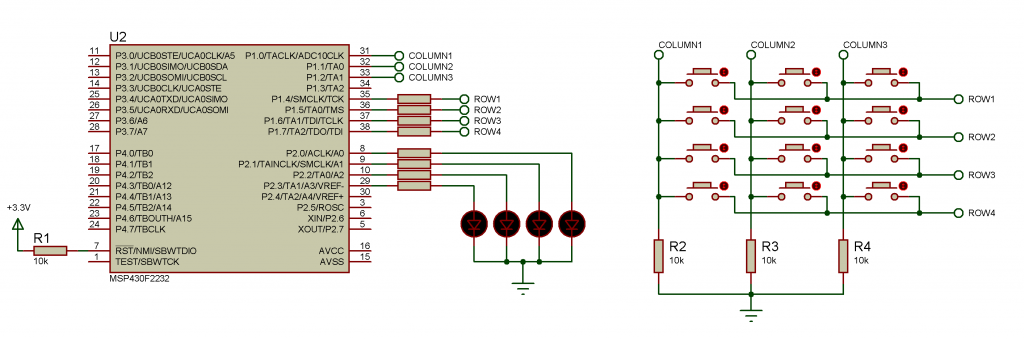 U2
11 P3.0/UCB0STE/UCA0CLK/A5 P1.0/TACLK/ADC10CLK 31 COLUMN1
12 P3.1/UCB0SIMO/UCB0SDA P1.1/TA0 32 COLUMN2
13 P3.2/UCB0SOMI/UCB0SCL P1.2/TA1 33 COLUMN3
14 P3.3/UCB0CLK/UCA0STE P1.3/TA2 34
25 P3.4/UCA0TXD/UCA0SIMO P1.4/SMCLK/TCK 35 ROW1
26 P3.5/UCA0RXD/UCA0SOMI P1.5/TA0/TMS 36 ROW2
27 P3.6/A6 P1.6/TA1/TDI/TCLK 37 ROW3
28 P3.7/A7 P1.7/TA2/TDO/TDI 38 ROW4
17 P4.0/TB0 P2.0/ACLK/A0 8
18 P4.1/TB1 P2.1/TAINCLK/SMCLK/A1 9
19 P4.2/TB2 P2.2/TA0/A2 10
20 P4.3/TB0/A12 P2.3/TA1/A3/VREF- 29
21 P4.4/TB1/A13 P2.4/TA2/A4/VREF+ 30
22 P4.5/TB2/A14 P2.5/ROSC 3
23 P4.6/TBOUTH/A15 XIN/P2.6 6
24 P4.7/TBCLK XOUT/P2.7 5
7 RST/NMI/SBWTDIO AVCC 16
1 TEST/SBWTCK AVSS 15
MSP430F2232
+3.3V
R1
10k
COLUMN1 COLUMN2 COLUMN3
ROW1
ROW2
ROW3
ROW4
R2 R3 R4
10k 10k 10k